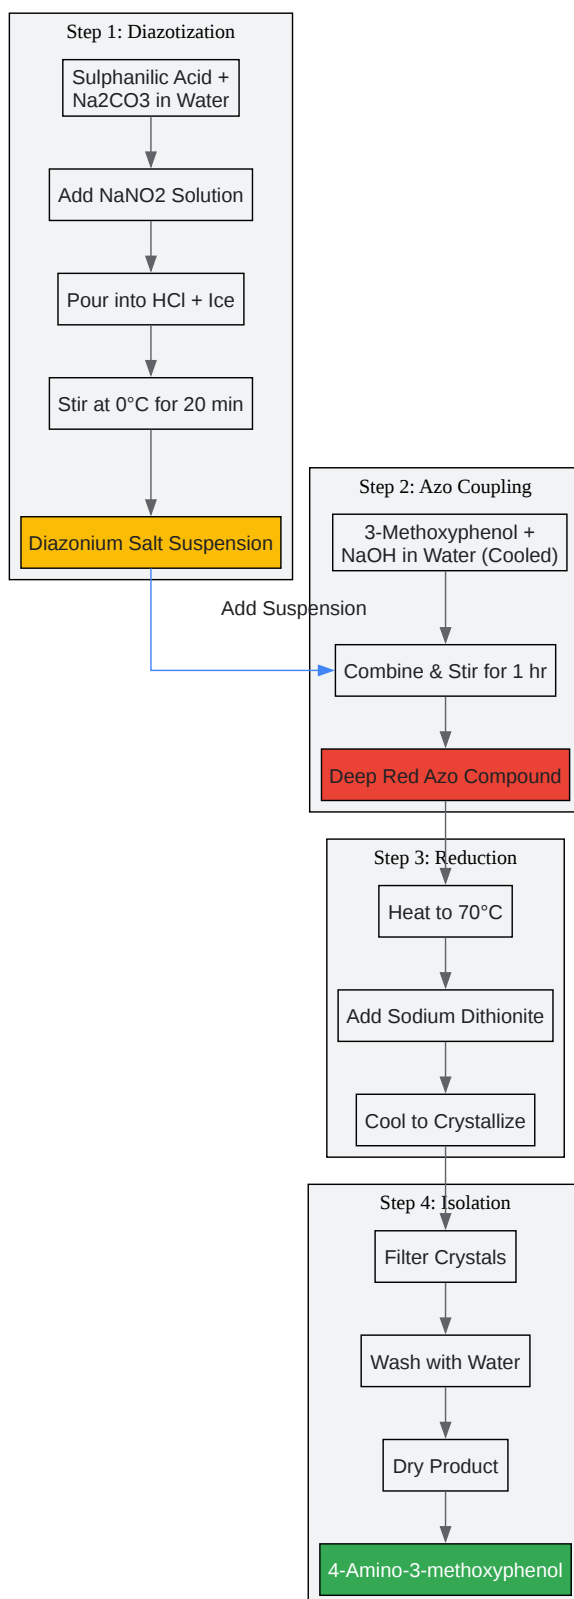 Step 1: Diazotization
Sulphanilic Acid +
Na2CO3 in Water
Add NaNO2 Solution
Pour into HCl + Ice
Stir at 0°C for 20 min
Diazonium Salt Suspension
Add Suspension
Step 2: Azo Coupling
3-Methoxyphenol +
NaOH in Water (Cooled)
Combine & Stir for 1 hr
Deep Red Azo Compound
Step 3: Reduction
Heat to 70°C
Add Sodium Dithionite
Cool to Crystallize
Step 4: Isolation
Filter Crystals
Wash with Water
Dry Product
4-Amino-3-methoxyphenol